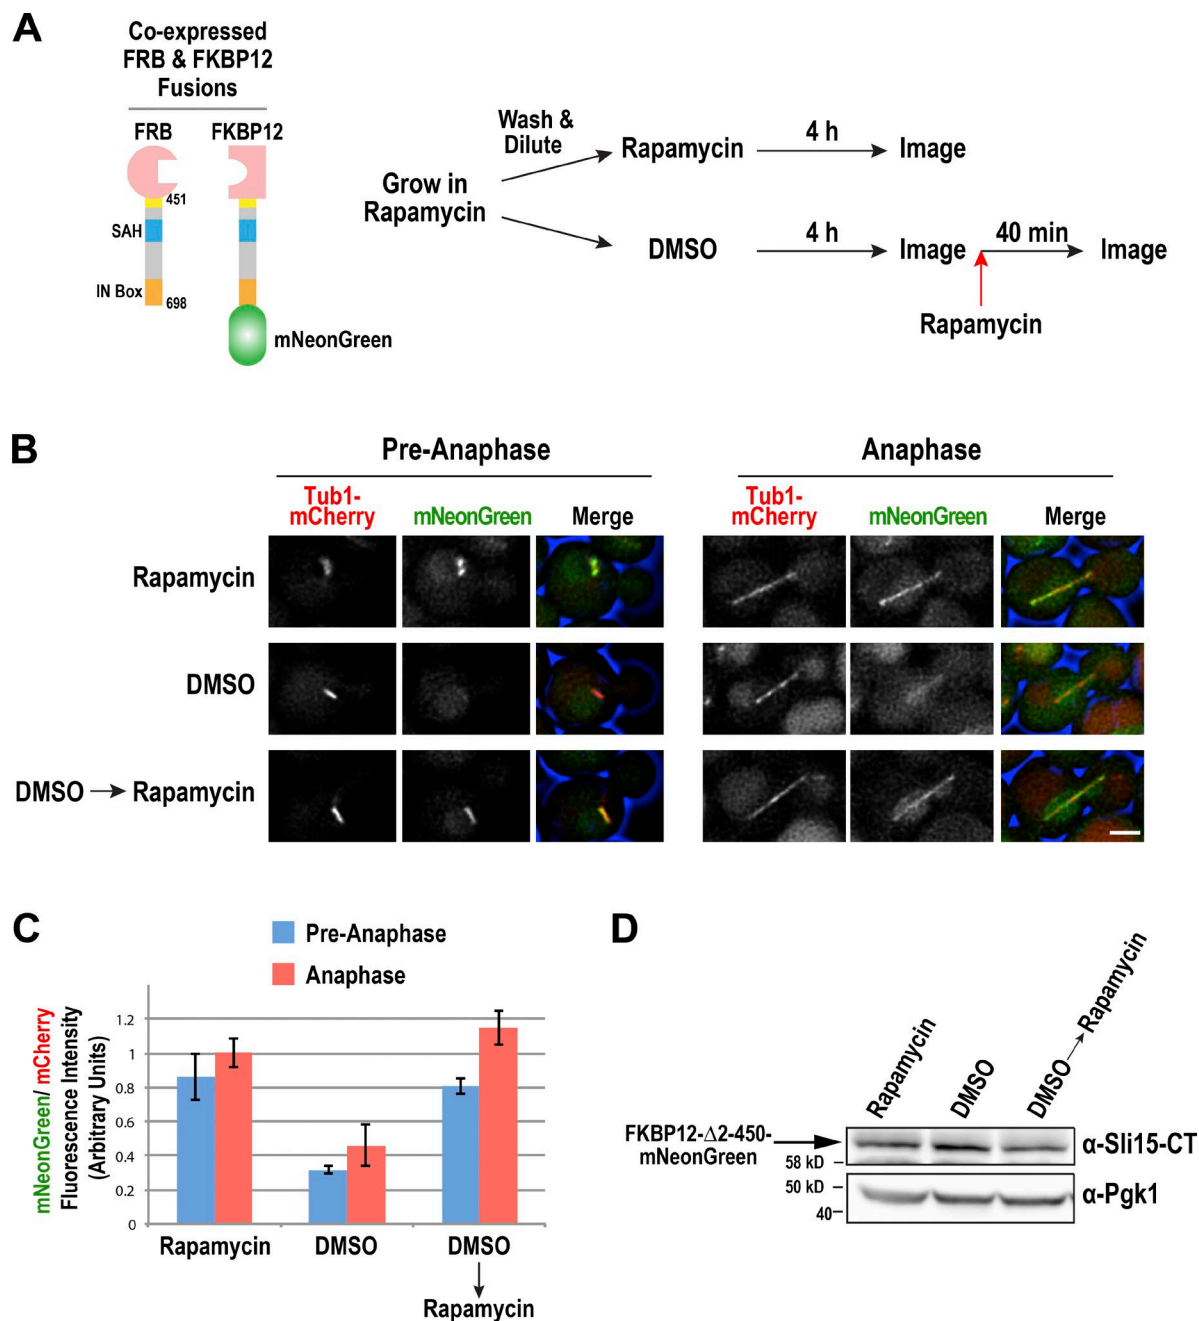 A
Co-expressed
FRB & FKBP12
Fusions
FRB
FKBP12
451
SAH
IN Box
698
mNeonGreen
Grow in
Rapamycin
Wash &
Dilute
Rapamycin
4 h
Image
DMSO
4 h
Image
40 min
Image
Rapamycin
B
Pre-Anaphase
Anaphase
Tub1-
mCherry
mNeonGreen
Merge
Tub1-
mCherry
mNeonGreen
Merge
Rapamycin
DMSO
DMSO → Rapamycin
C
Pre-Anaphase
Anaphase
mNeonGreen/ mCherry
Fluorescence Intensity
(Arbitrary Units)
1.2
1
0.8
0.6
0.4
0.2
0
Rapamycin
DMSO
DMSO
Rapamycin
D
Rapamycin
DMSO
DMSO → Rapamycin
FKBP12-Δ2-450-
mNeonGreen
58 kD
α-Sli15-CT
50 kD
40
α-Pgk1